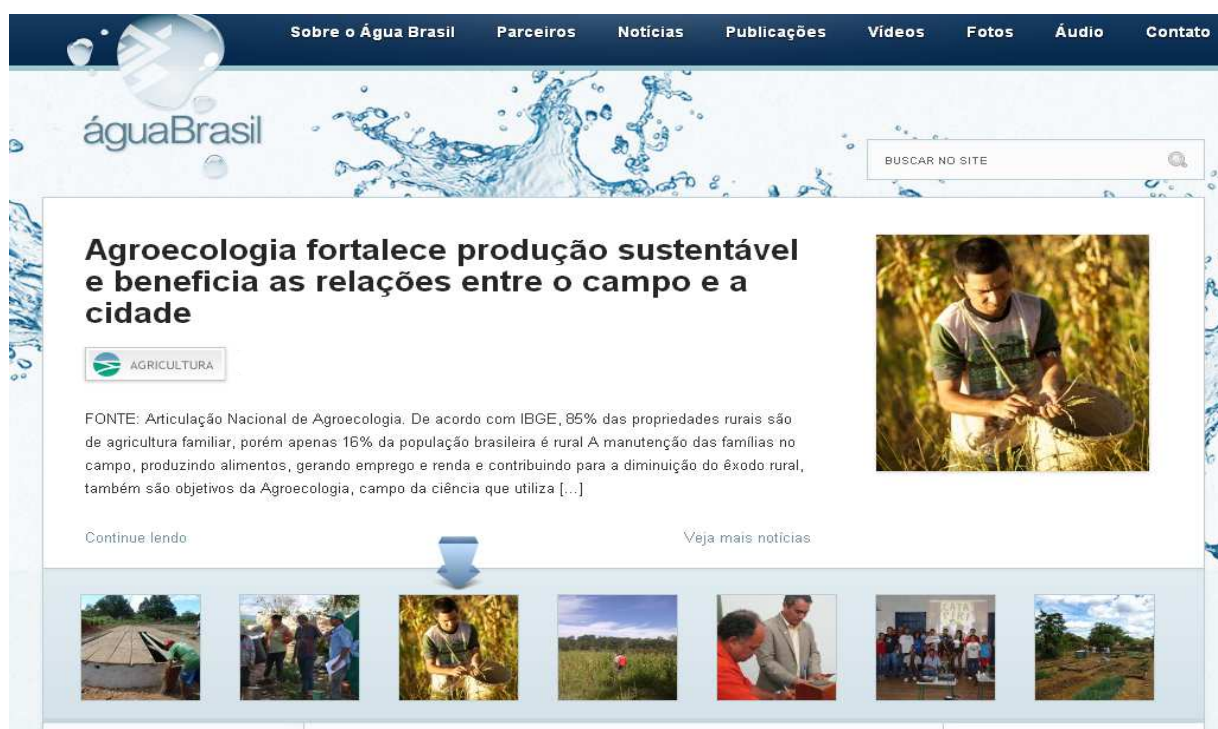 Sobre o Água Brasil Parceiros Notícias Publicações Vídeos Fotos Áudio Contato
águaBrasil
BUSCAR NO SITE
Agroecologia fortalece produção sustentável
e beneficia as relações entre o campo e a
cidade
AGRICULTURA
FONTE: Articulação Nacional de Agroecologia. De acordo com IBGE, 85% das propriedades rurais são
de agricultura familiar, porém apenas 16% da população brasileira é rural A manutenção das famílias no
campo, produzindo alimentos, gerando emprego e renda e contribuindo para a diminuição do êxodo rural,
também são objetivos da Agroecologia, campo da ciência que utiliza [...]
Continue lendo Veja mais notícias